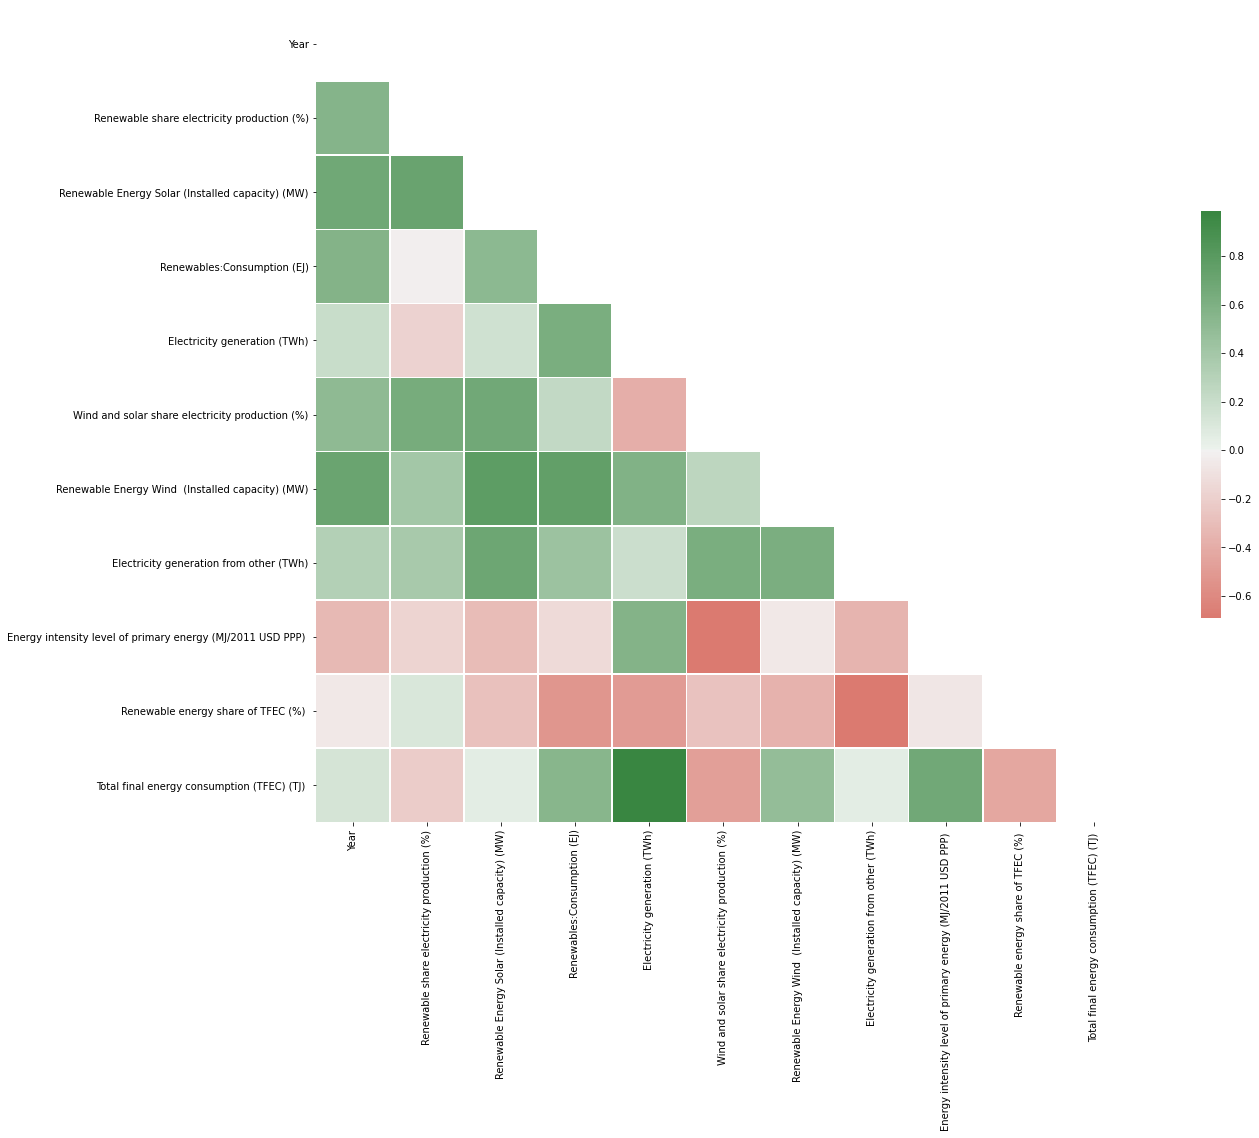 Year
Renewable share electricity production (%)
Renewable Energy Solar (Installed capacity) (MW)
Renewables:Consumption (EJ)
Electricity generation (TWh)
Wind and solar share electricity production (%)
Renewable Energy Wind  (Installed capacity) (MW)
Electricity generation from other (TWh)
Energy intensity level of primary energy (MJ/2011 USD PPP)
Renewable energy share of TFEC (%)
Total final energy consumption (TFEC) (TJ)
Year
Renewable share electricity production (%)
Renewable Energy Solar (Installed capacity) (MW)
Renewables:Consumption (EJ)
Electricity generation (TWh)
Wind and solar share electricity production (%)
Renewable Energy Wind  (Installed capacity) (MW)
Electricity generation from other (TWh)
Energy intensity level of primary energy (MJ/2011 USD PPP)
Renewable energy share of TFEC (%)
Total final energy consumption (TFEC) (TJ)
0.8
0.6
0.4
0.2
0.0
−0.2
−0.4
−0.6